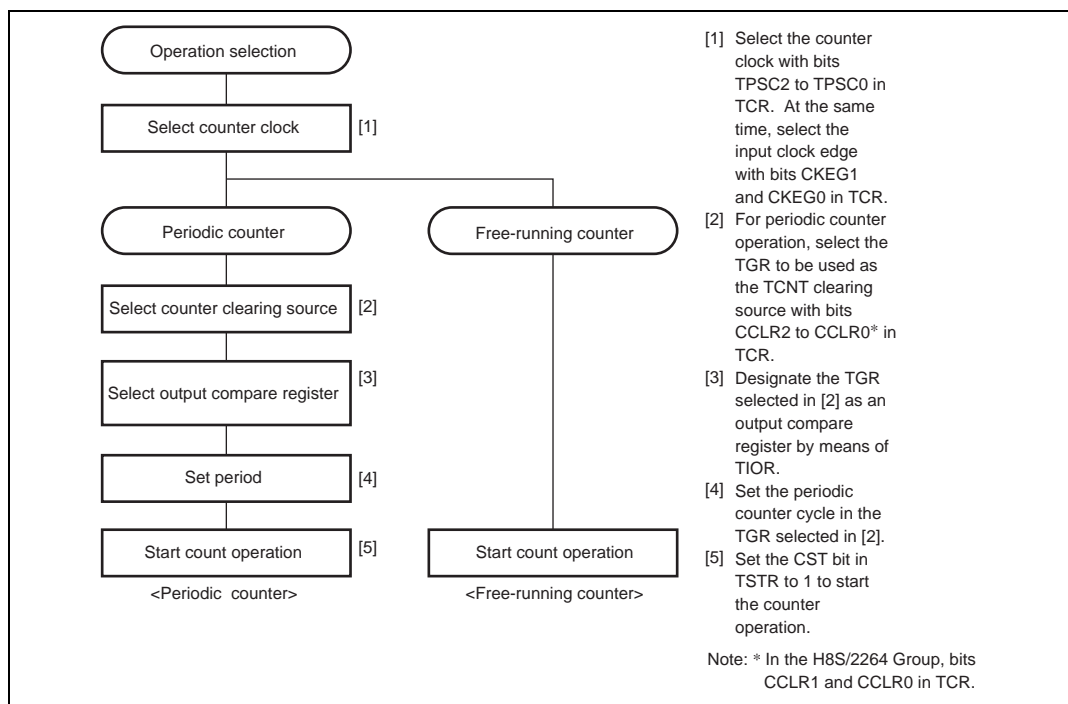 Operation selection
Select counter clock
[1]
Periodic counter
Free-running counter
Select counter clearing source
[2]
Select output compare register
[3]
Set period
[4]
Start count operation
[5]
Start count operation
<Periodic counter>
<Free-running counter>
[1] Select the counter
clock with bits
TPSC2 to TPSC0 in
TCR. At the same
time, select the
input clock edge
with bits CKEG1
and CKEG0 in TCR.
[2] For periodic counter
operation, select the
TGR to be used as
the TCNT clearing
source with bits
CCLR2 to CCLR0* in
TCR.
[3] Designate the TGR
selected in [2] as an
output compare
register by means of
TIOR.
[4] Set the periodic
counter cycle in the
TGR selected in [2].
[5] Set the CST bit in
TSTR to 1 to start
the counter
operation.
Note: * In the H8S/2264 Group, bits
CCLR1 and CCLR0 in TCR.